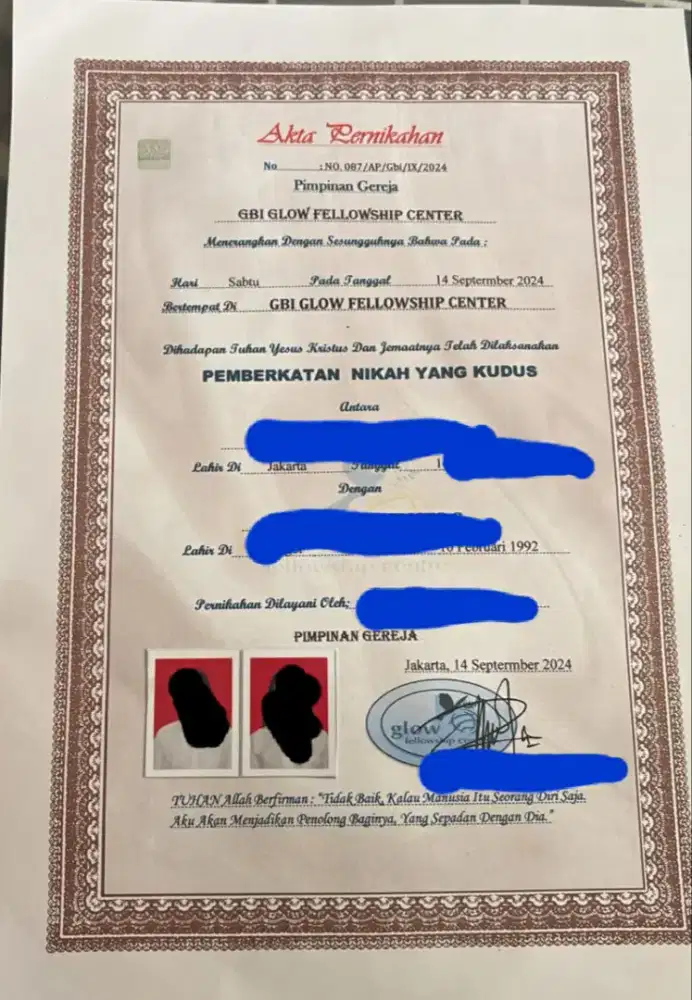 Akta Pernikahan
No : NO. 087/AP/Gbi/IX/2024
Pimpinan Gereja
GBI GLOW FELLOWSHIP CENTER
Menerangkan Dengan Sesungguhnya Bahwa Pada :
Hari Sabtu Pada Tanggal 14 Septermber 2024
Bertempat Di GBI GLOW FELLOWSHIP CENTER
Dihadapan Tuhan Yesus Kristus Dan Jemaatnya Telah Dilaksanakan
PEMBERKATAN NIKAH YANG KUDUS
Antara
Lahir Di Jakarta Tanggal
Dengan
Lahir Di Februari 1992
Pernikahan Dilayani Oleh;
PIMPINAN GEREJA
Jakarta, 14 Septermber 2024
glow
fellowship
TUHAN Allah Berfirman : "Tidak Baik, Kalau Manusia Itu Seorang Diri Saja.
Aku Akan Menjadikan Penolong Baginya, Yang Sepadan Dengan Dia."